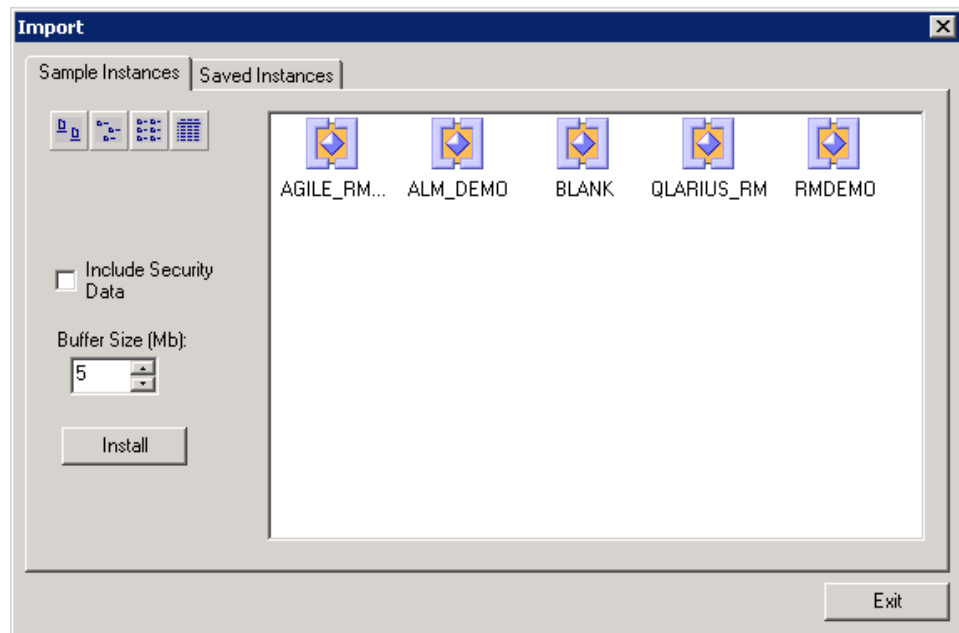 Import
Sample Instances
Saved Instances
AGILE_RM...
ALM_DEMO
BLANK
QLARIUS_RM
RMDEMO
Include Security
Data
Buffer Size (Mb):
5
Install
Exit